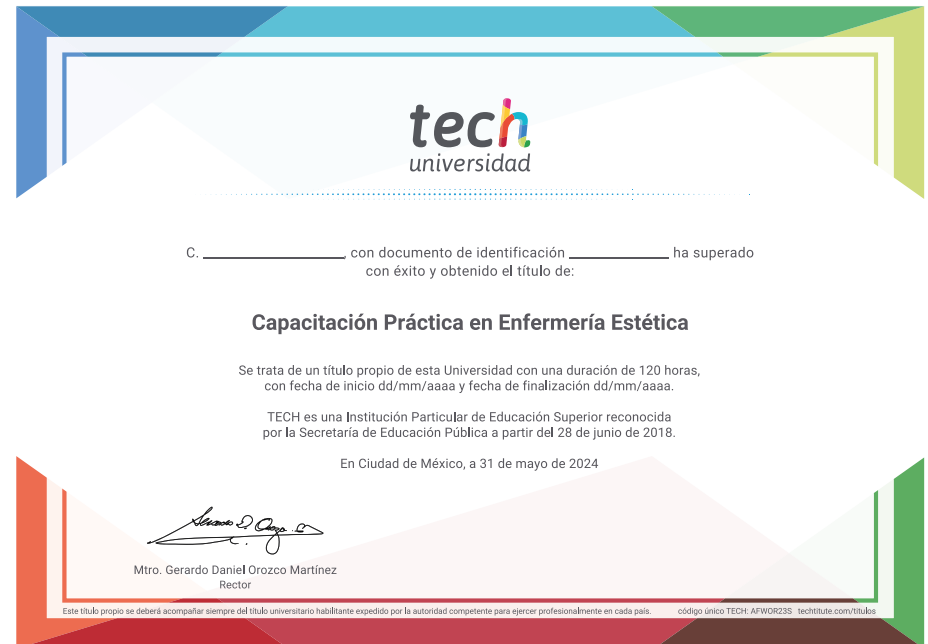 tech
universidad
C. ____________, con documento de identificación ____________ ha superado
con éxito y obtenido el título de:
Capacitación Práctica en Enfermería Estética
Se trata de un título propio de esta Universidad con una duración de 120 horas,
con fecha de inicio dd/mm/aaaa y fecha de finalización dd/mm/aaaa.
TECH es una Institución Particular de Educación Superior reconocida
por la Secretaría de Educación Pública a partir del 28 de junio de 2018.
En Ciudad de México, a 31 de mayo de 2024
Mtro. Gerardo Daniel Orozco Martínez
Rector
Este título propio se deberá acompañar siempre del título universitario habilitante expedido por la autoridad competente para ejercer profesionalmente en cada país. código único TECH: AFWOR23S techtitute.com/titulos